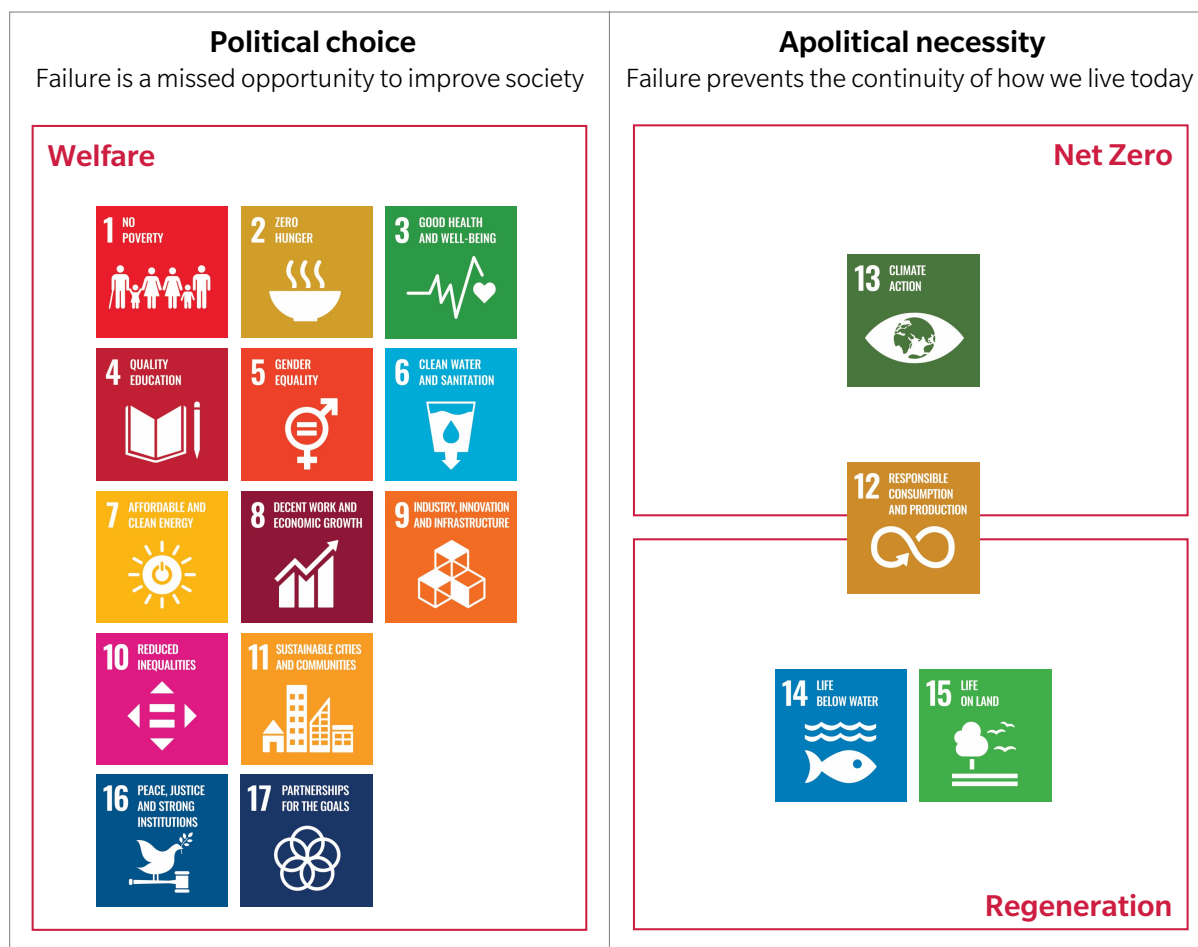 Political choice
Failure is a missed opportunity to improve society
Welfare
1 NO
POVERTY
2 ZERO
HUNGER
3 GOOD HEALTH
AND WELL-BEING
4 QUALITY
EDUCATION
5 GENDER
EQUALITY
6 CLEAN WATER
AND SANITATION
7 AFFORDABLE AND
CLEAN ENERGY
8 DECENT WORK AND
ECONOMIC GROWTH
9 INDUSTRY, INNOVATION
AND INFRASTRUCTURE
10 REDUCED
INEQUALITIES
11 SUSTAINABLE CITIES
AND COMMUNITIES
16 PEACE, JUSTICE
AND STRONG
INSTITUTIONS
17 PARTNERSHIPS
FOR THE GOALS
Apolitical necessity
Failure prevents the continuity of how we live today
Net Zero
13 CLIMATE
ACTION
12 RESPONSIBLE
CONSUMPTION
AND PRODUCTION
14 LIFE
BELOW WATER
15 LIFE
ON LAND
Regeneration